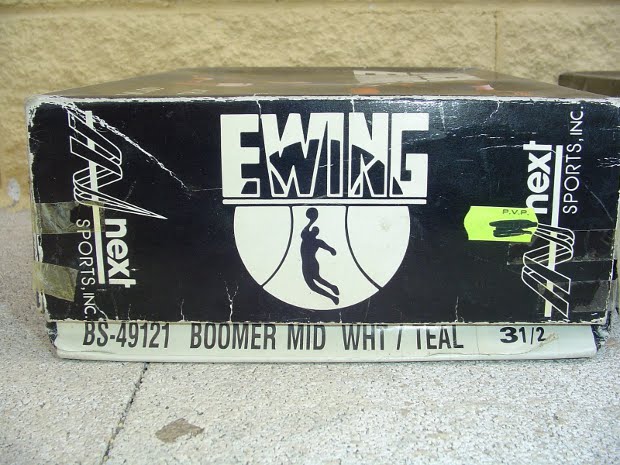 next
SPORTS, INC.
EWING
P.V.P.
next
SPORTS, INC.
BS-49121 BOOMER MID WHT / TEAL 3 1/2